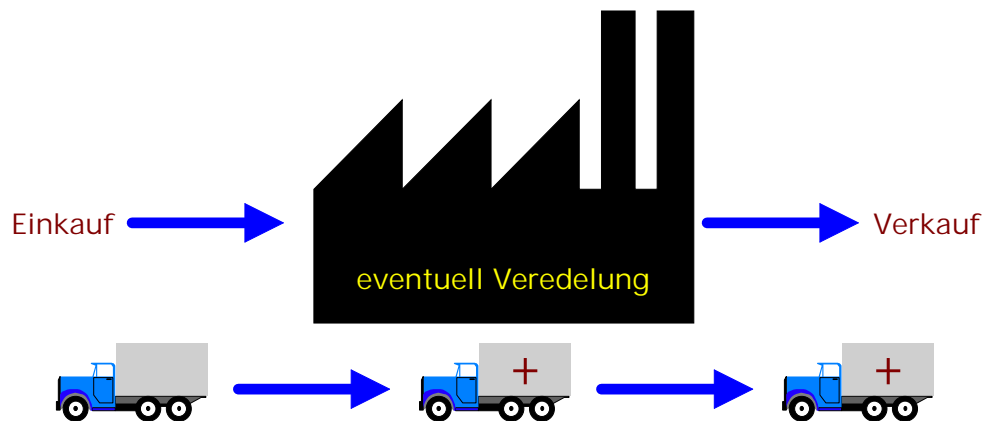 Einkauf
Verkauf
eventuell Veredelung
+
+